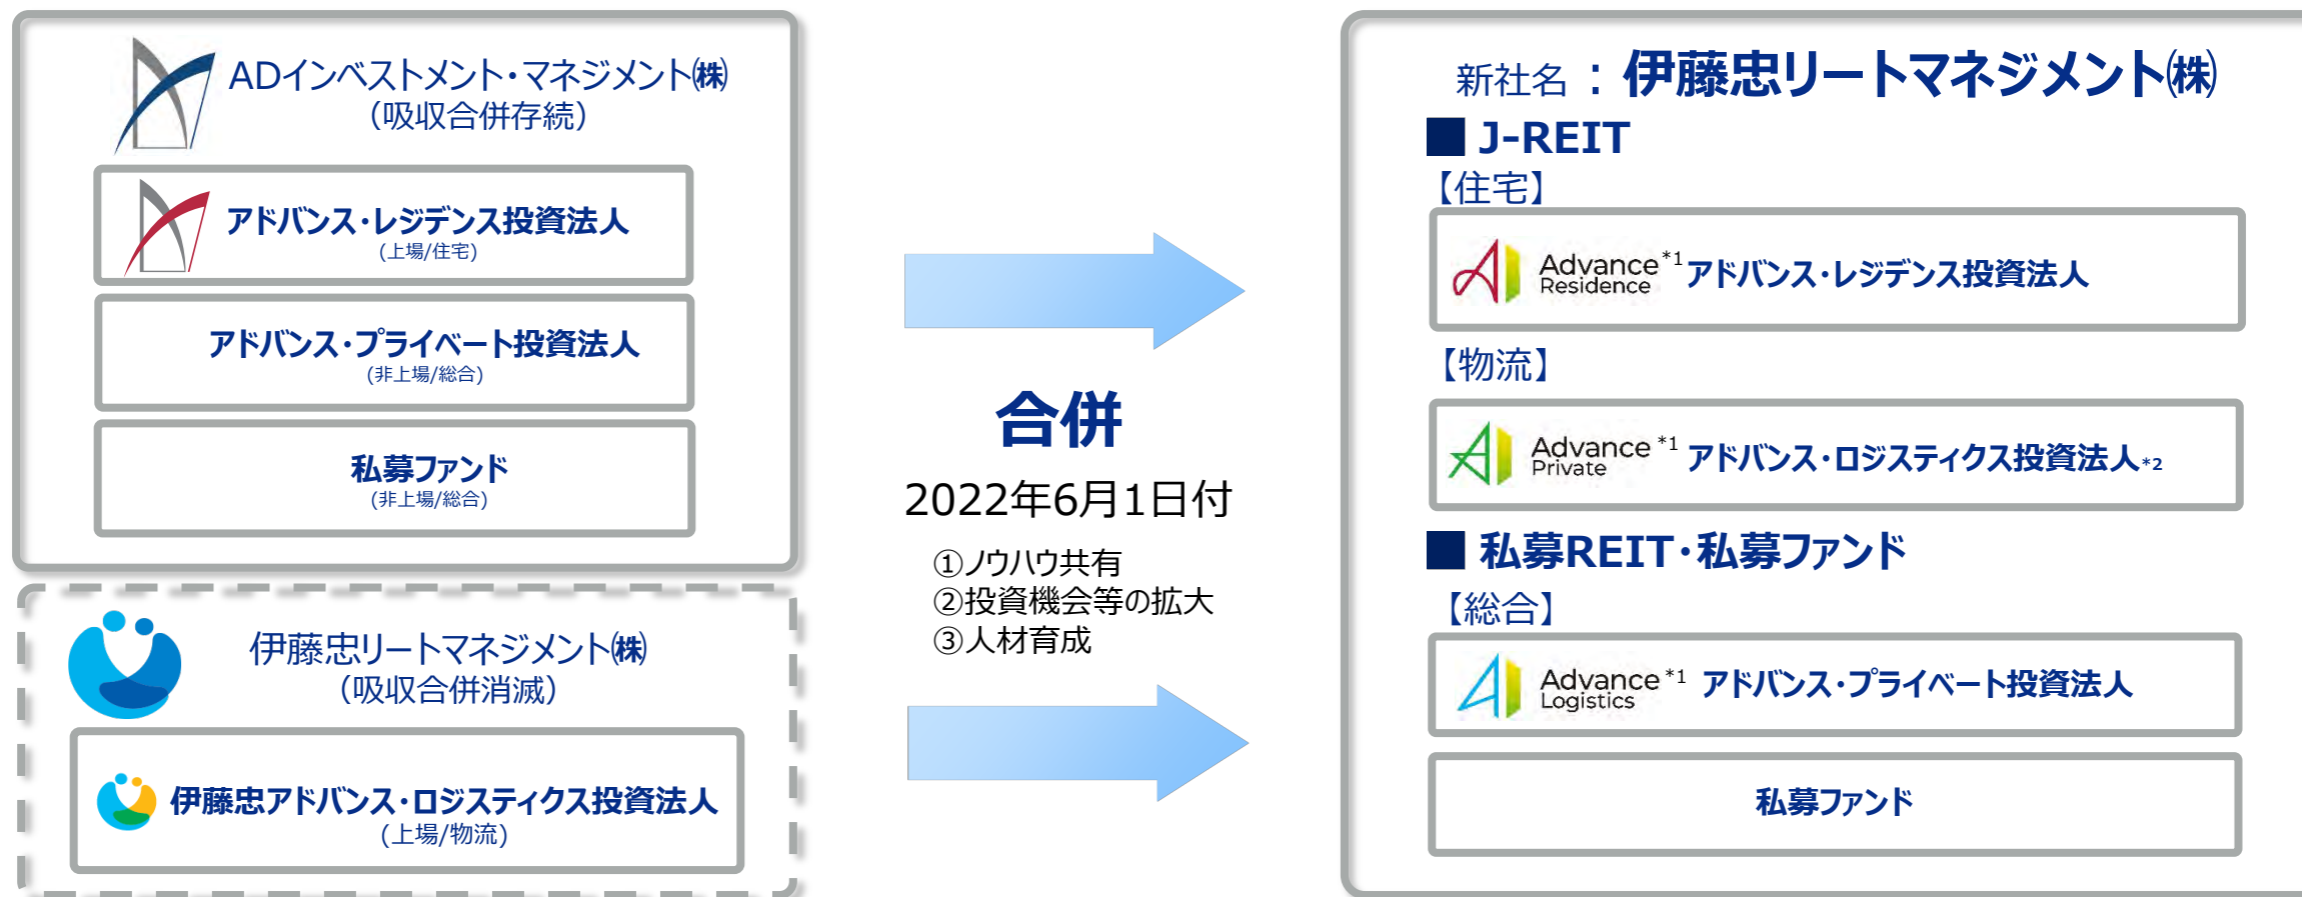 ADインベストメント・マネジメント㈱
（吸収合併存続）
アドバンス・レジデンス投資法人
(上場/住宅)
アドバンス・プライベート投資法人
(非上場/総合)
私募ファンド
(非上場/総合)
伊藤忠リートマネジメント㈱
（吸収合併消滅）
伊藤忠アドバンス・ロジスティクス投資法人
(上場/物流)
合併
2022年6月1日付
①ノウハウ共有
②投資機会等の拡大
③人材育成
新社名：伊藤忠リートマネジメント㈱
■ J-REIT
【住宅】
Advance Residence *1 アドバンス・レジデンス投資法人
【物流】
Advance Private *1 アドバンス・ロジスティクス投資法人*2
■ 私募REIT・私募ファンド
【総合】
Advance Logistics *1 アドバンス・プライベート投資法人
私募ファンド